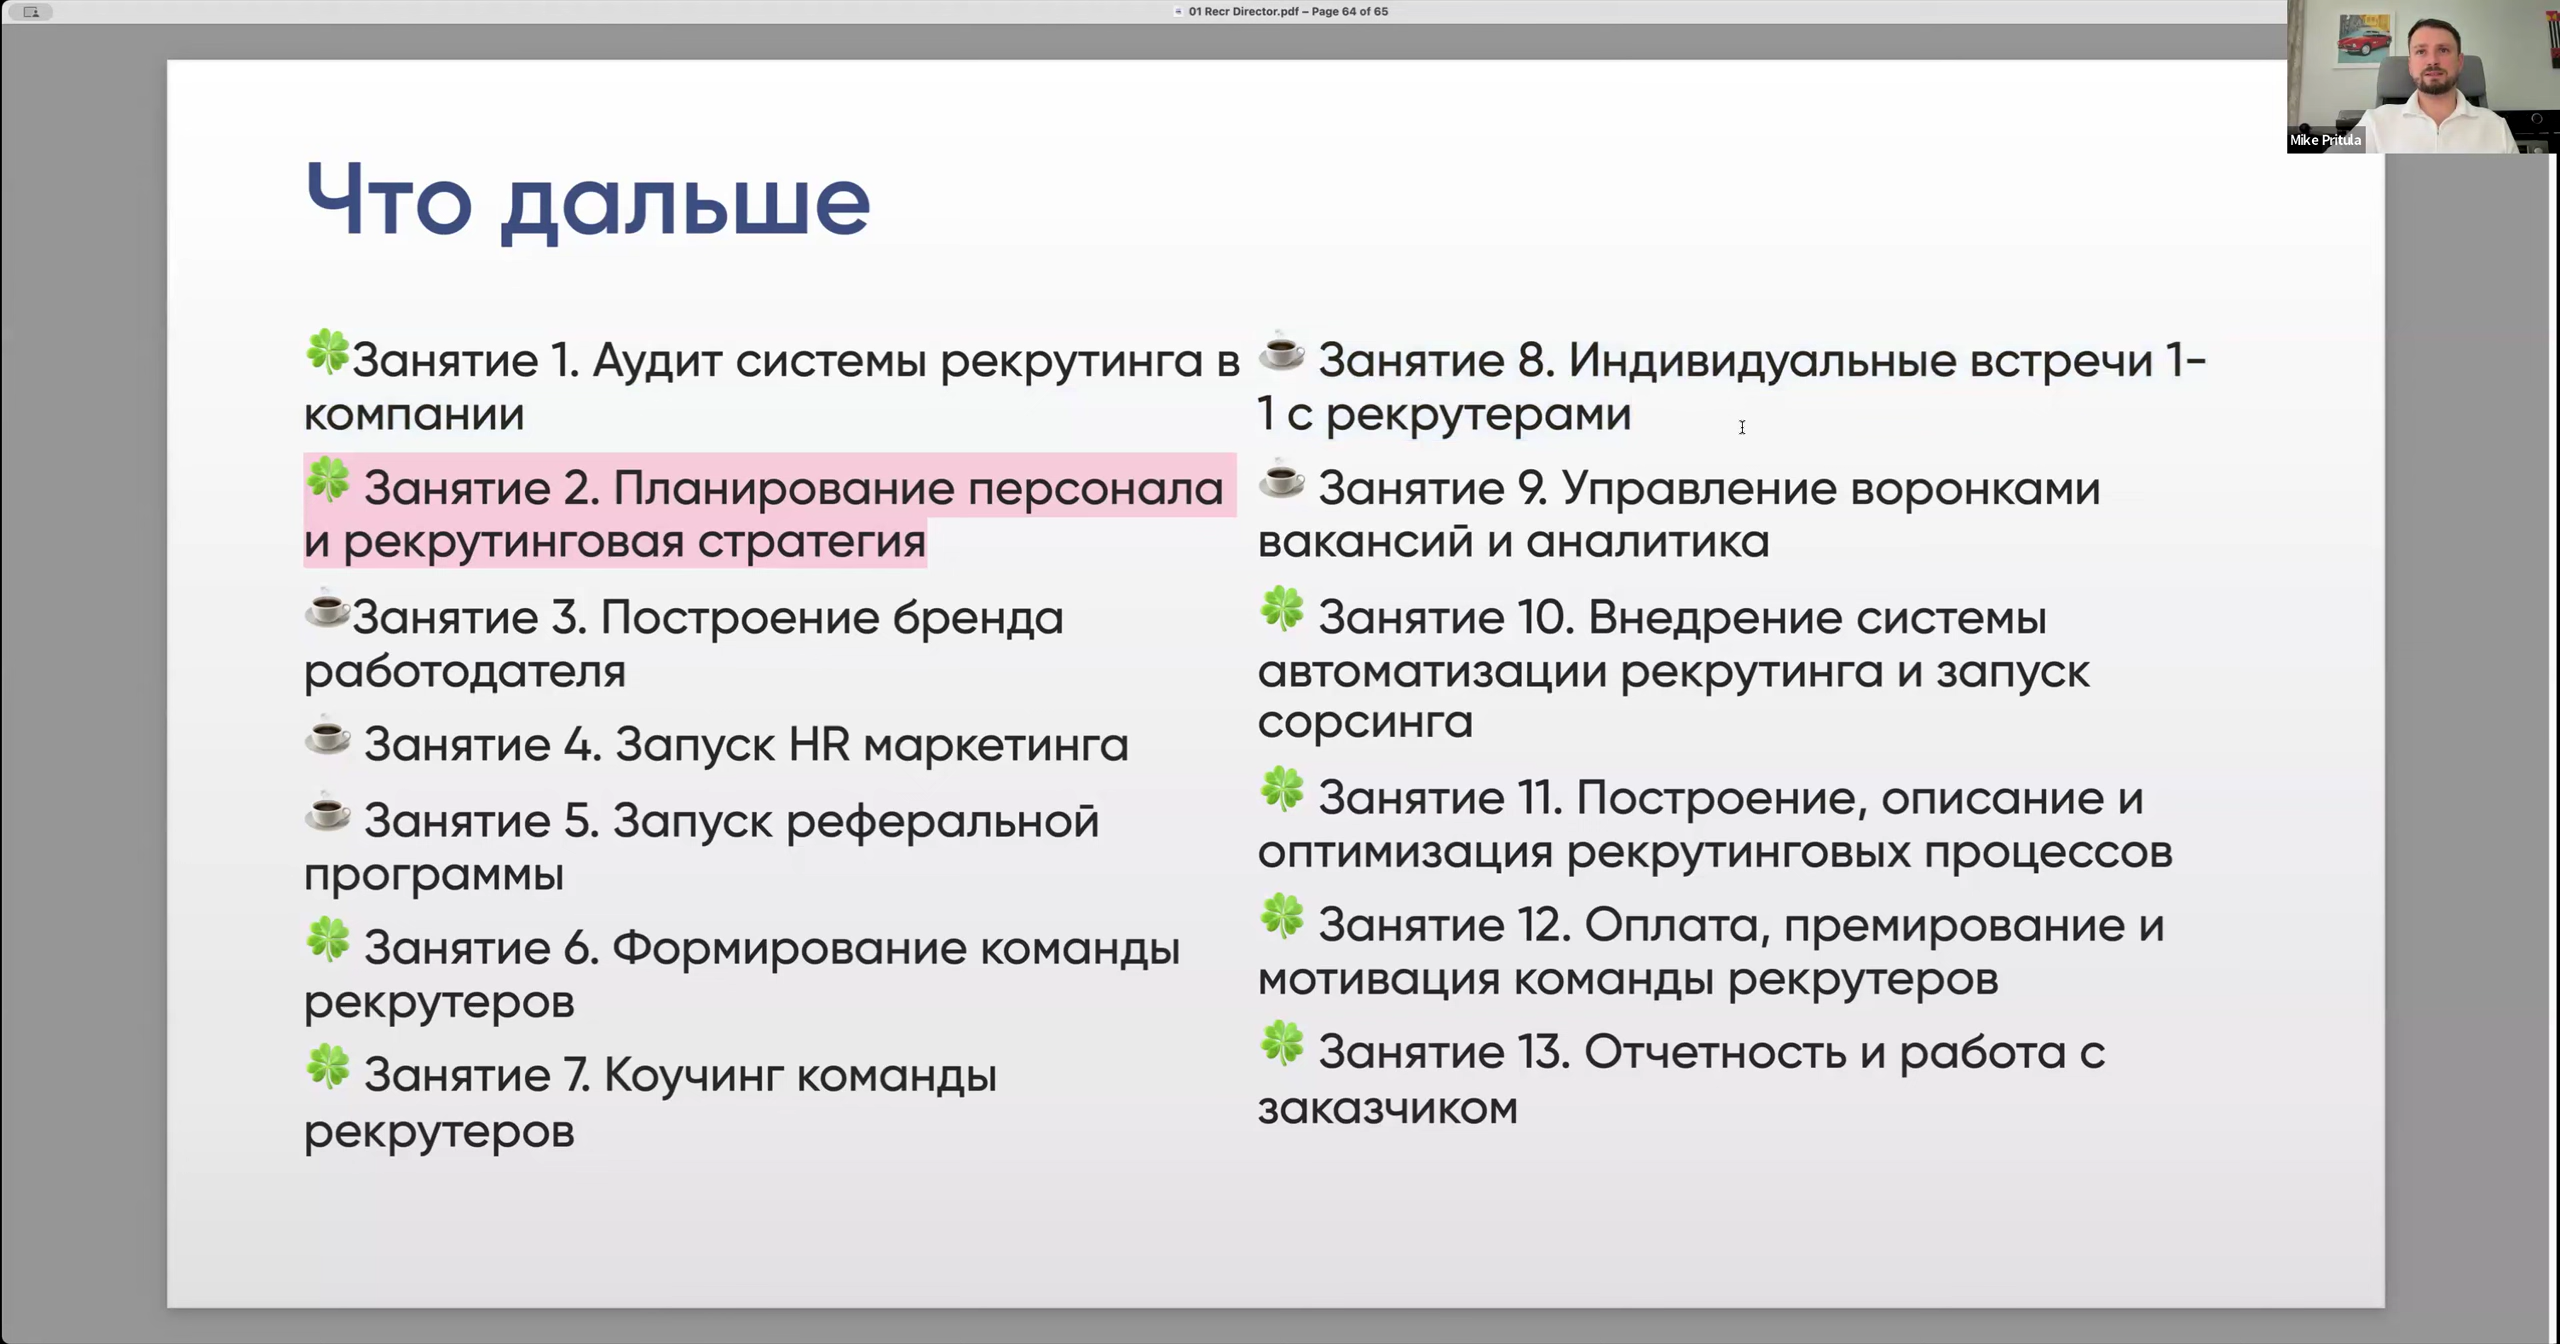 01 Recr Director.pdf – Page 64 of 65
Mike Pritula
Что дальше
🍀Занятие 1. Аудит системы рекрутинга в
компании
🍀 Занятие 2. Планирование персонала
и рекрутинговая стратегия
☕Занятие 3. Построение бренда
работодателя
☕ Занятие 4. Запуск HR маркетинга
☕ Занятие 5. Запуск реферальной
программы
🍀 Занятие 6. Формирование команды
рекрутеров
🍀 Занятие 7. Коучинг команды
рекрутеров
☕ Занятие 8. Индивидуальные встречи 1-
1 с рекрутерами
☕ Занятие 9. Управление воронками
вакансий и аналитика
🍀 Занятие 10. Внедрение системы
автоматизации рекрутинга и запуск
сорсинга
🍀 Занятие 11. Построение, описание и
оптимизация рекрутинговых процессов
🍀 Занятие 12. Оплата, премирование и
мотивация команды рекрутеров
🍀 Занятие 13. Отчетность и работа с
заказчиком